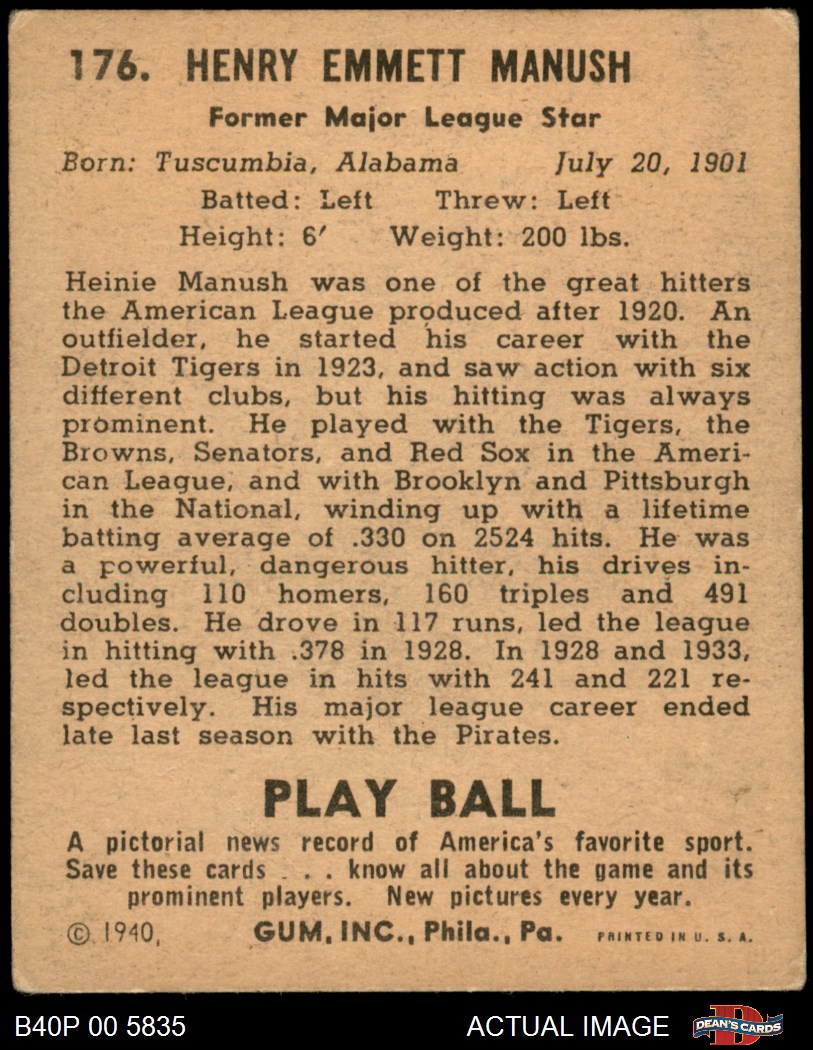 176. HENRY EMMETT MANUSH
Former Major League Star
Born: Tuscumbia, Alabama July 20, 1901
Batted: Left Threw: Left
Height: 6′ Weight: 200 lbs.
Heinie Manush was one of the great hitters
the American League produced after 1920. An
outfielder, he started his career with the
Detroit Tigers in 1923, and saw action with six
different clubs, but his hitting was always
prominent. He played with the Tigers, the
Browns, Senators, and Red Sox in the Ameri-
can League, and with Brooklyn and Pittsburgh
in the National, winding up with a lifetime
batting average of .330 on 2524 hits. He was
a powerful, dangerous hitter, his drives in-
cluding 110 homers, 160 triples and 491
doubles. He drove in 117 runs, led the league
in hitting with .378 in 1928. In 1928 and 1933,
led the league in hits with 241 and 221 re-
spectively. His major league career ended
late last season with the Pirates.
PLAY BALL
A pictorial news record of America's favorite sport.
Save these cards . . . know all about the game and its
prominent players. New pictures every year.
© 1940, GUM, INC., Phila., Pa. PRINTED IN U. S. A.
B40P 00 5835 ACTUAL IMAGE D DEAN'S CARDS